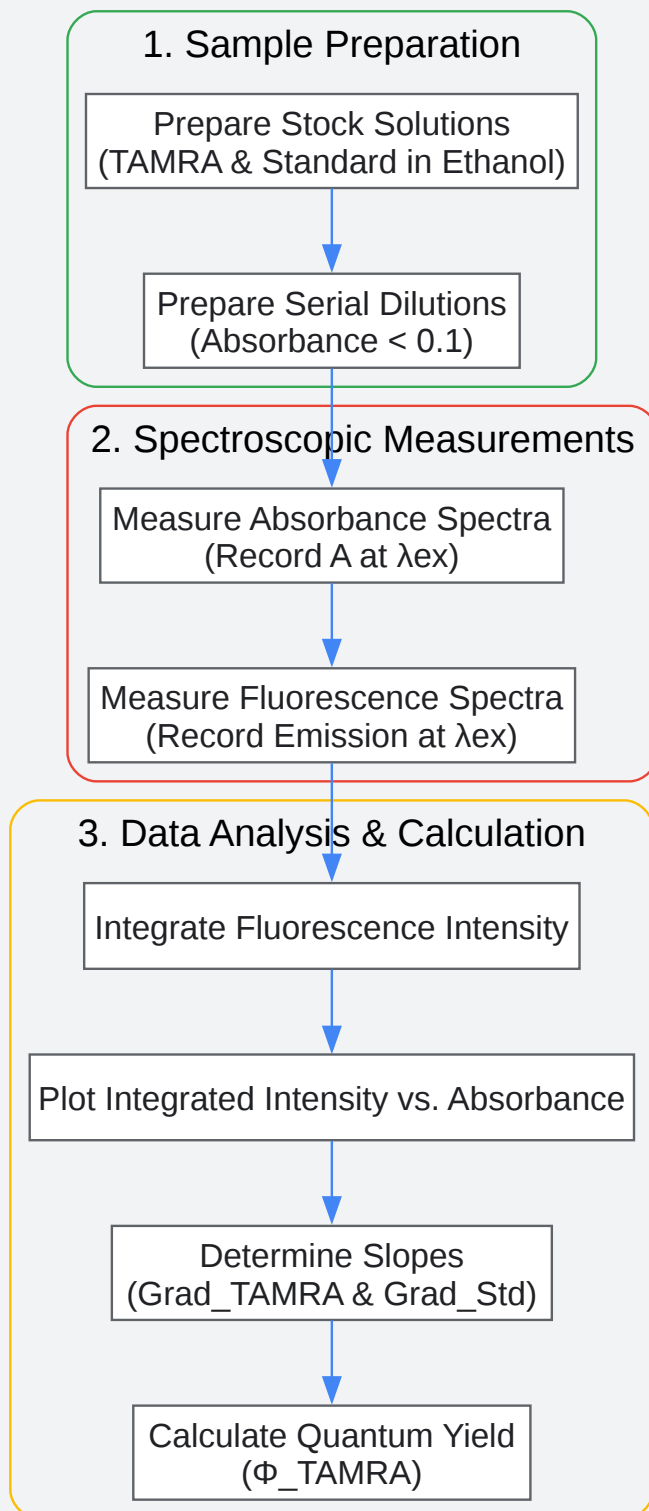 1. Sample Preparation
Prepare Stock Solutions
(TAMRA & Standard in Ethanol)
Prepare Serial Dilutions
(Absorbance < 0.1)
2. Spectroscopic Measurements
Measure Absorbance Spectra
(Record A at λex)
Measure Fluorescence Spectra
(Record Emission at λex)
3. Data Analysis & Calculation
Integrate Fluorescence Intensity
Plot Integrated Intensity vs. Absorbance
Determine Slopes
(Grad_TAMRA & Grad_Std)
Calculate Quantum Yield
(Φ_TAMRA)